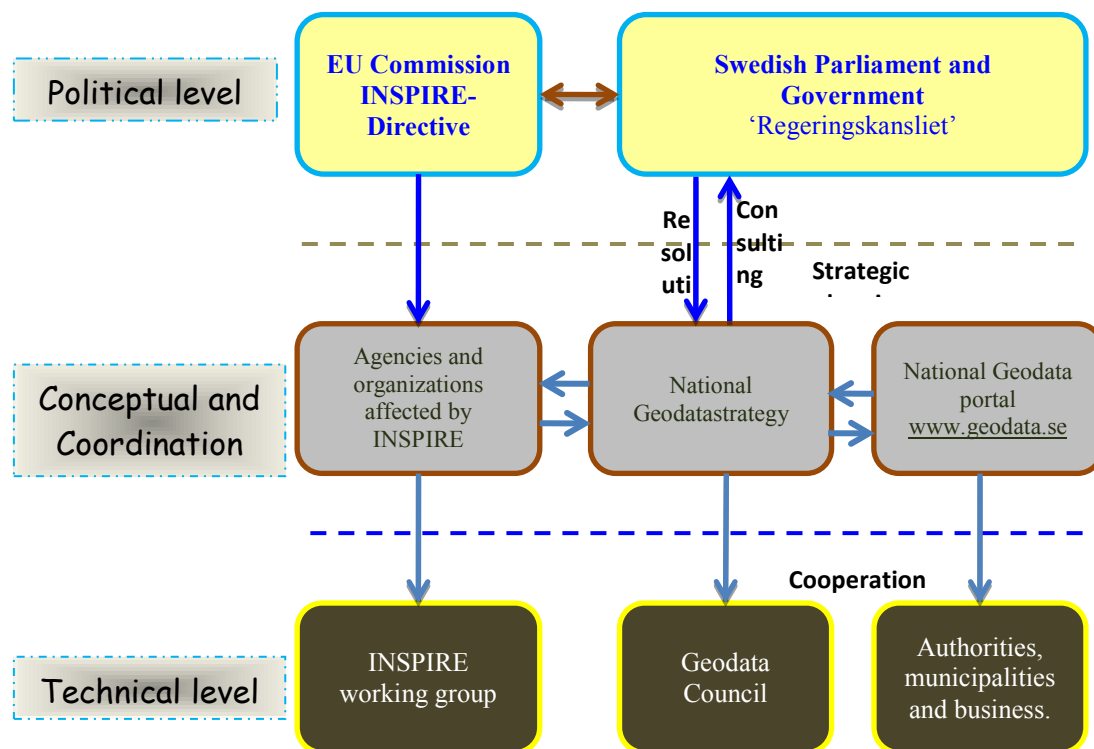 Political level
EU Commission
INSPIRE-
Directive
Swedish Parliament and
Government
‘Regeringskansliet’
Re
sol
uti
Con
sulti
ng
Strategic
Conceptual and
Coordination
Agencies and
organizations
affected by
INSPIRE
National
Geodatastrategy
National Geodata
portal
www.geodata.se
Cooperation
Technical level
INSPIRE
working group
Geodata
Council
Authorities,
municipalities
and business.